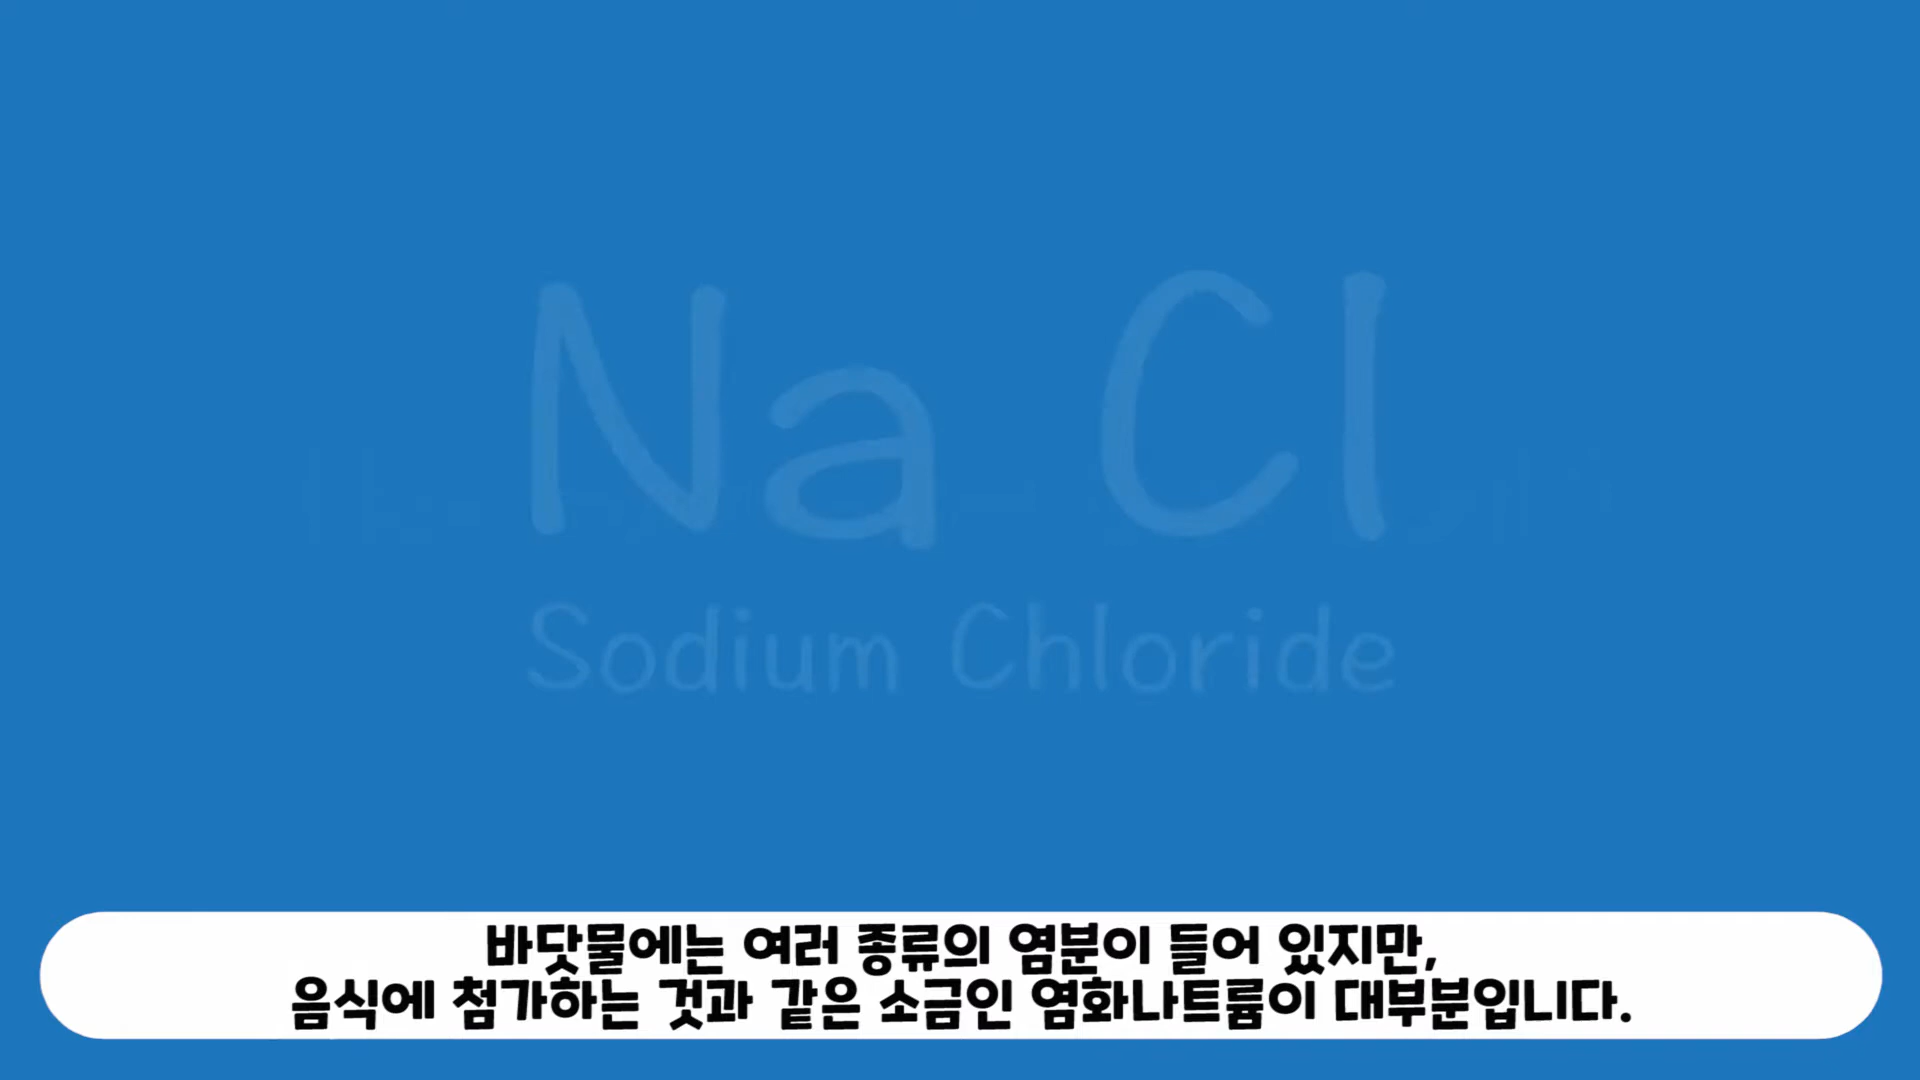 Na Cl
Sodium Chloride
바닷물에는 여러 종류의 염분이 들어 있지만,
음식에 첨가하는 것과 같은 소금인 염화나트륨이 대부분입니다.